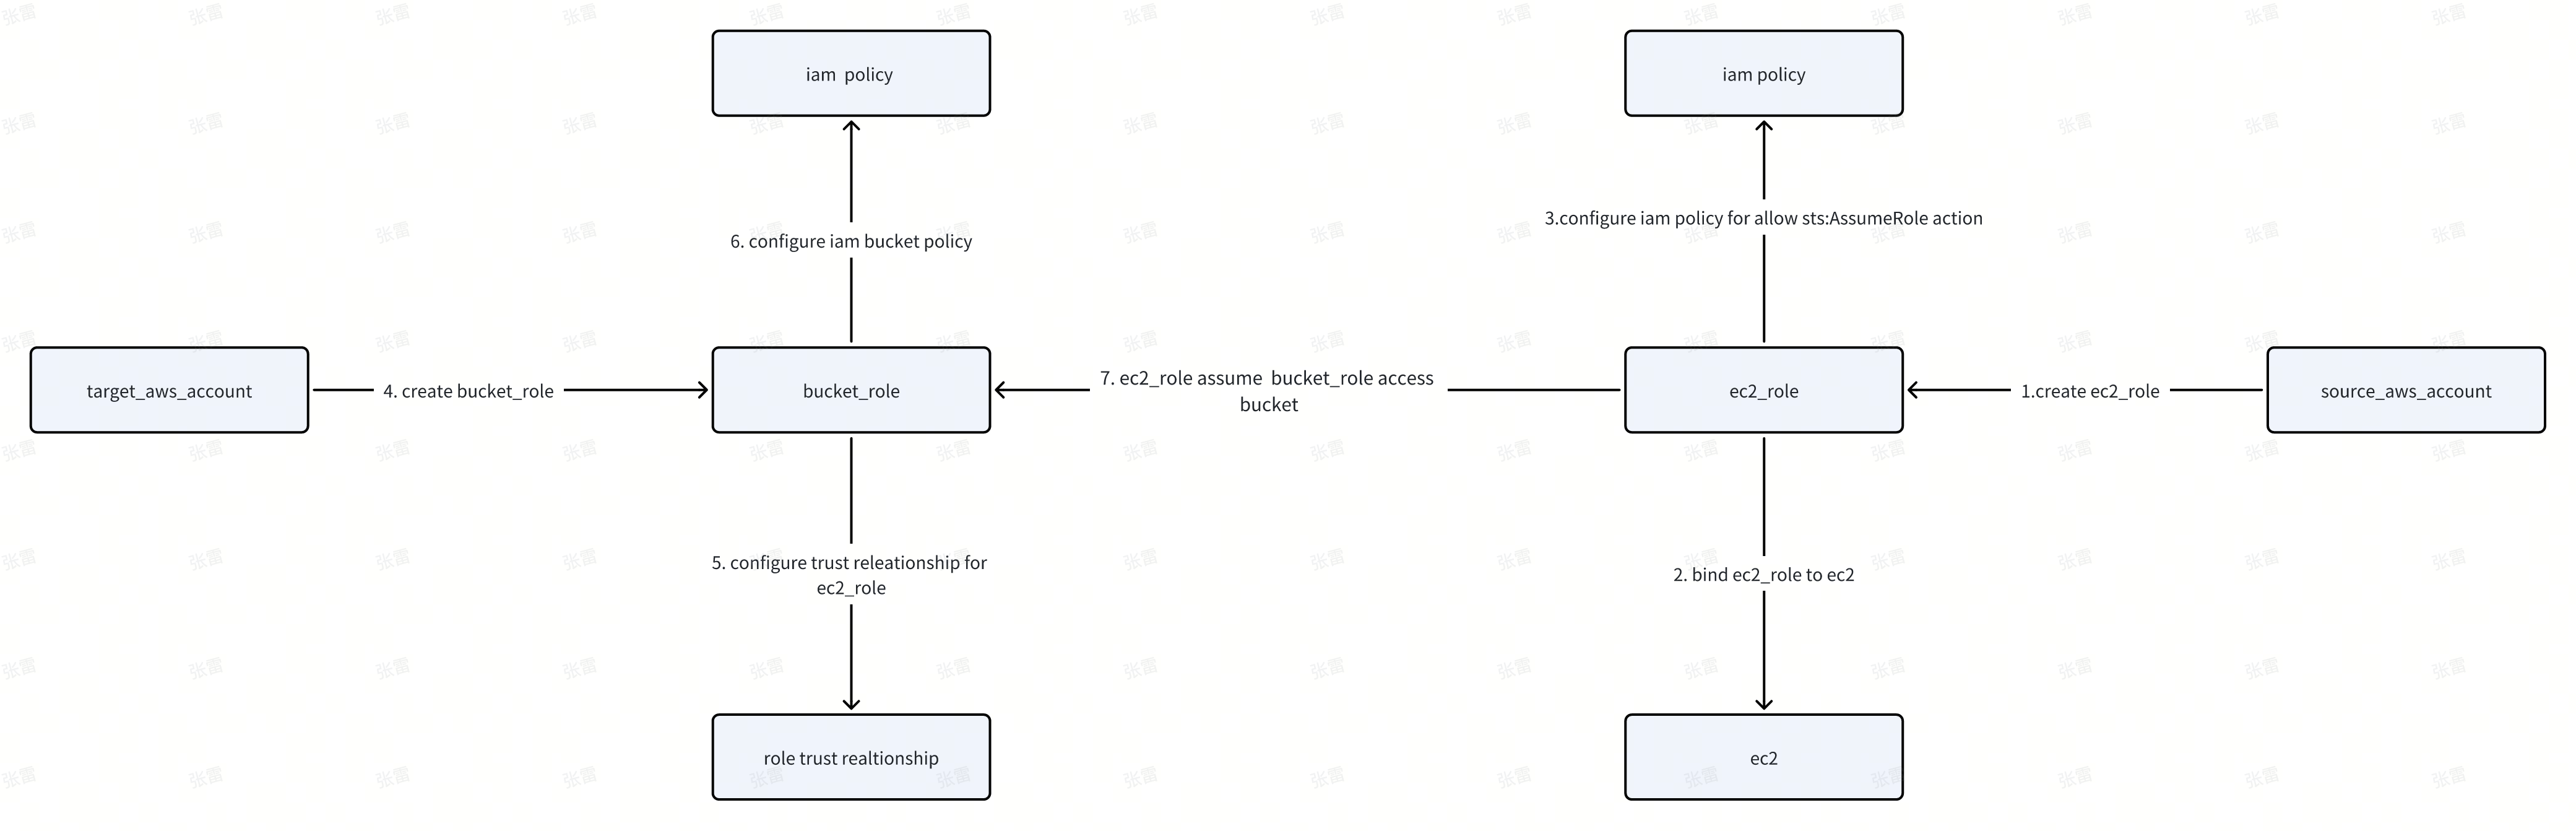 iam  policy
iam policy
3.configure iam policy for allow sts:AssumeRole action
6. configure iam bucket policy
target_aws_account
4. create bucket_role
bucket_role
7. ec2_role assume  bucket_role access
bucket
ec2_role
1.create ec2_role
source_aws_account
5. configure trust releationship for
ec2_role
2. bind ec2_role to ec2
role trust realtionship
ec2
张雷